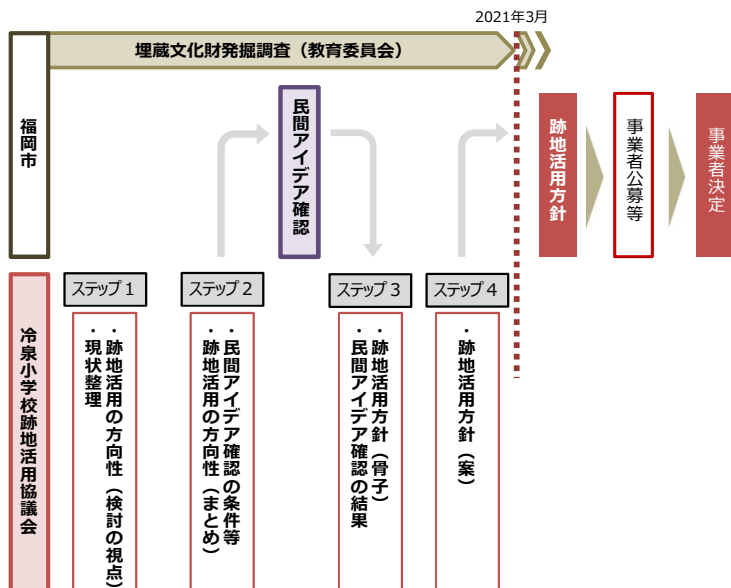 2021年3月
福岡市
埋蔵文化財発掘調査（教育委員会）
民間アイデア確認
跡地活用方針
事業者公募等
事業者決定
冷泉小学校跡地活用協議会
ステップ１
・跡地活用の方向性（検討の視点）
・現状整理
ステップ２
・民間アイデア確認の条件等
・跡地活用の方向性（まとめ）
ステップ３
・跡地活用方針（骨子）
・民間アイデア確認の結果
ステップ４
・跡地活用方針（案）